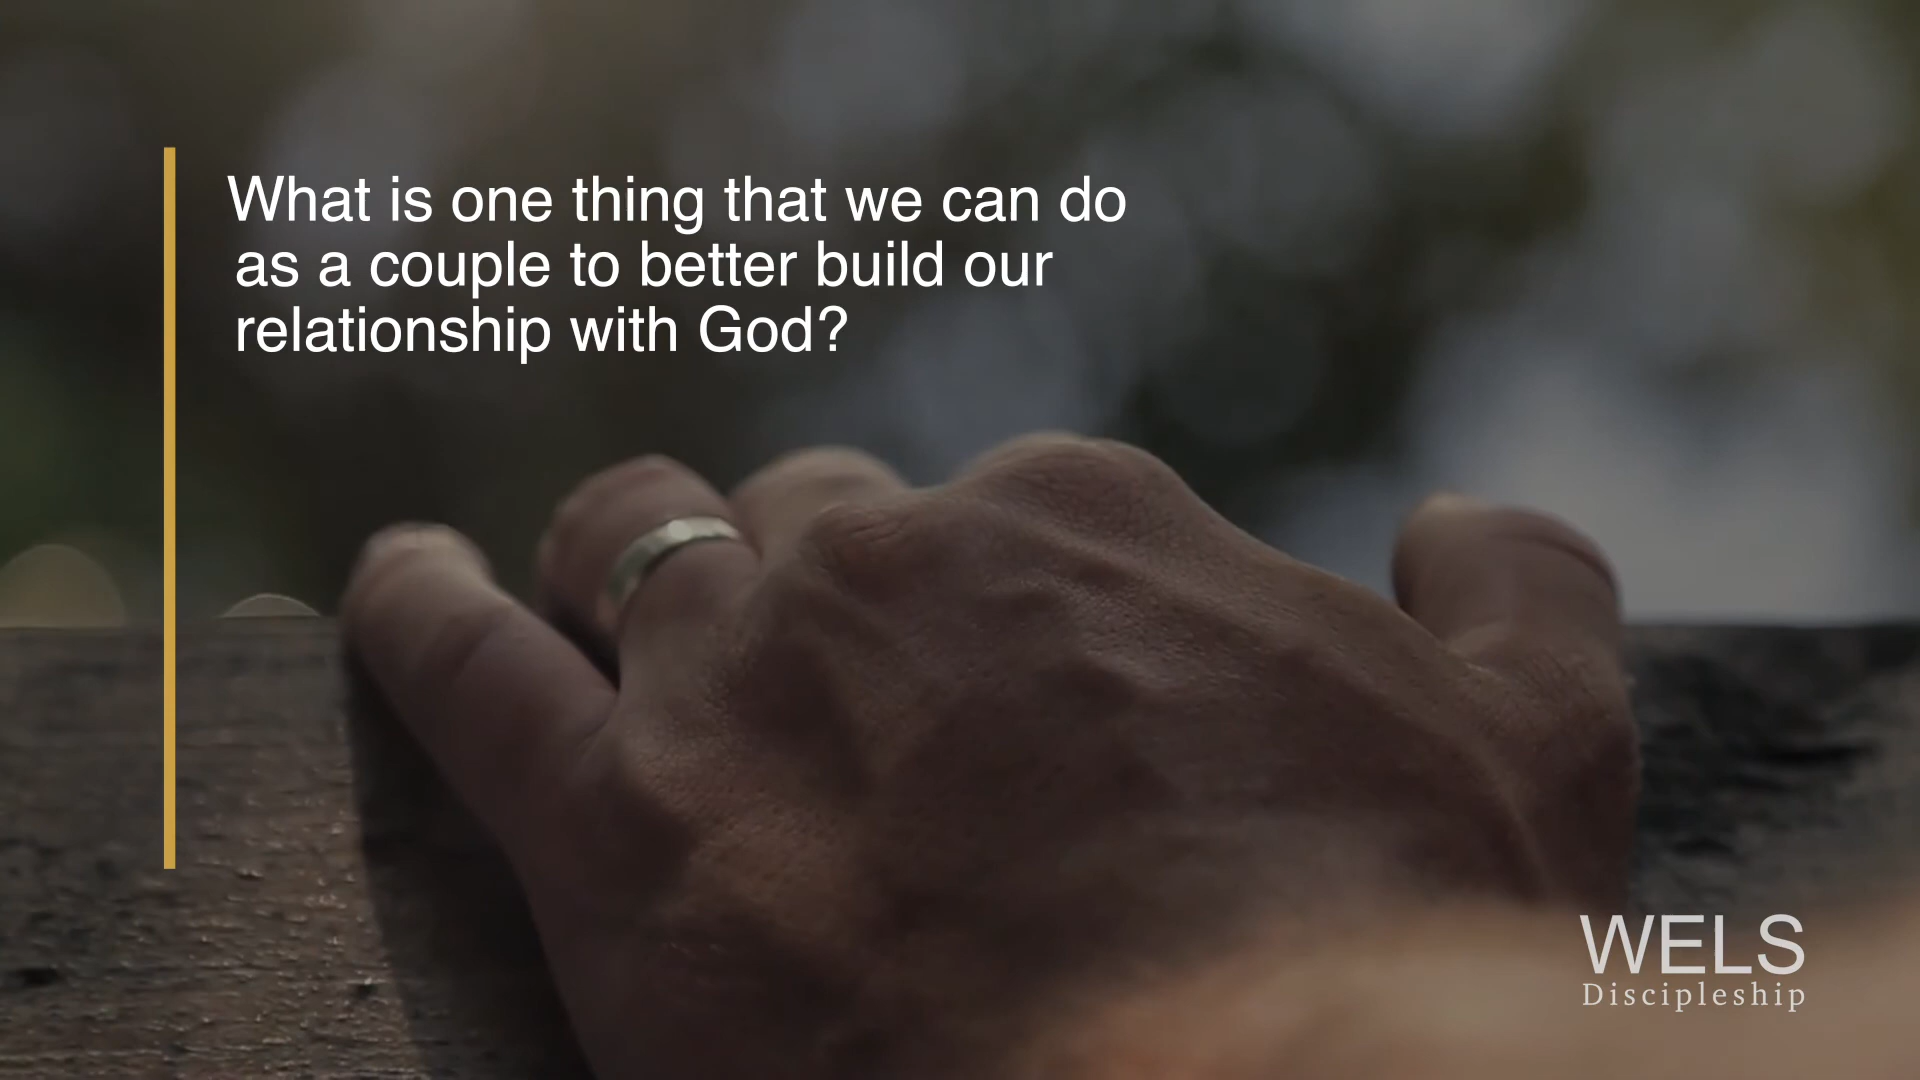 What is one thing that we can do
as a couple to better build our
relationship with God?
WELS
Discipleship